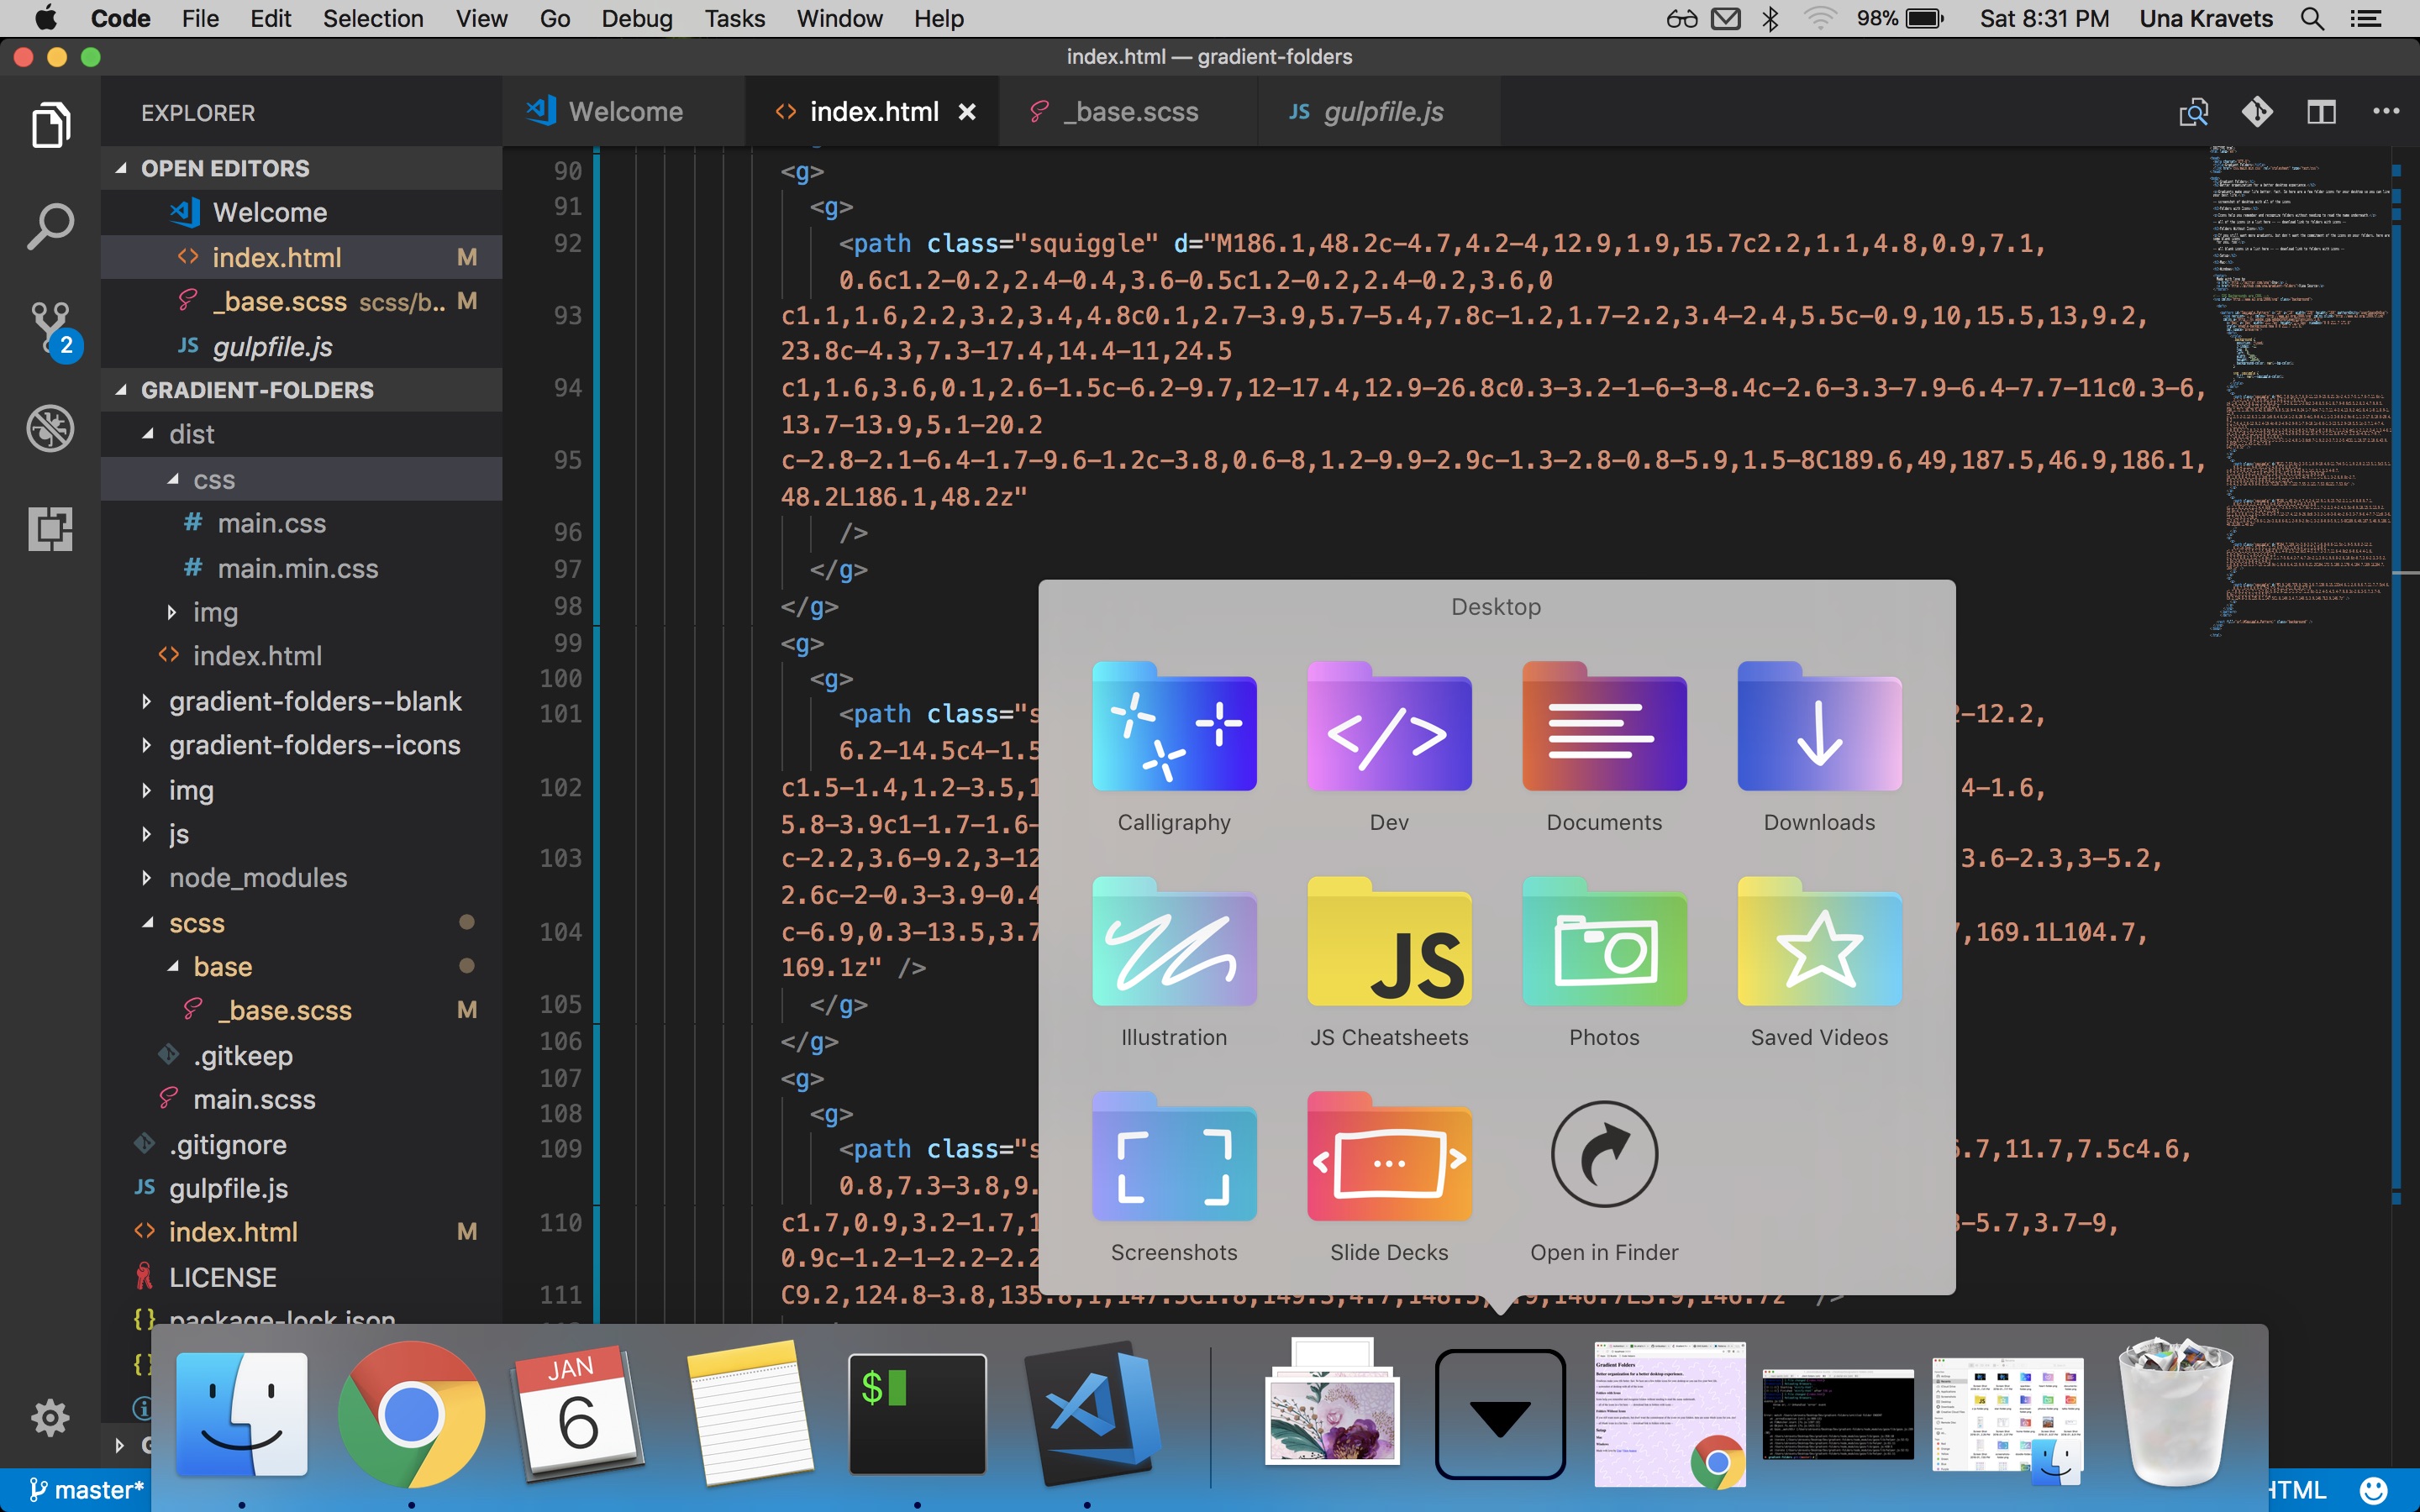 Code File Edit Selection View Go Debug Tasks Window Help 98% Sat 8:31 PM Una Kravets
index.html — gradient-folders
EXPLORER
OPEN EDITORS
Welcome
index.html M
_base.scss scss/b.. M
gulpfile.js
2
GRADIENT-FOLDERS
dist
css
# main.css
# main.min.css
img
<> index.html
gradient-folders--blank
gradient-folders--icons
img
js
node_modules
scss
base
_base.scss M
.gitkeep
main.scss
.gitignore
JS gulpfile.js
<> index.html M
LICENSE
{} package-lock.json
master*
Welcome <> index.html × _base.scss JS gulpfile.js
90 <g>
91 <g>
92 <path class="squiggle" d="M186.1,48.2c-4.7,4.2-4,12.9,1.9,15.7c2.2,1.1,4.8,0.9,7.1,
0.6c1.2-0.2,2.4-0.4,3.6-0.5c1.2-0.2,2.4-0.2,3.6,0
93 c1.1,1.6,2.2,3.2,3.4,4.8c0.1,2.7-3.9,5.7-5.4,7.8c-1.2,1.7-2.2,3.4-2.4,5.5c-0.9,10,15.5,13,9.2,
23.8c-4.3,7.3-17.4,14.4-11,24.5
94 c1,1.6,3.6,0.1,2.6-1.5c-6.2-9.7,12-17.4,12.9-26.8c0.3-3.2-1-6-3-8.4c-2.6-3.3-7.9-6.4-7.7-11c0.3-6,
13.7-13.9,5.1-20.2
95 c-2.8-2.1-6.4-1.7-9.6-1.2c-3.8,0.6-8,1.2-9.9-2.9c-1.3-2.8-0.8-5.9,1.5-8C189.6,49,187.5,46.9,186.1,
48.2L186.1,48.2z"
96 />
97 </g>
98 </g>
99 <g>
100 <g>
101 <path class="s -12.2,
6.2-14.5c4-1.5
102 c1.5-1.4,1.2-3.5,1 4-1.6,
5.8-3.9c1-1.7-1.6-
103 c-2.2,3.6-9.2,3-12 3.6-2.3,3-5.2,
2.6c-2-0.3-3.9-0.4
104 c-6.9,0.3-13.5,3.7 ,169.1L104.7,
169.1z" />
105 </g>
106 </g>
107 <g>
108 <g>
109 <path class="s 6.7,11.7,7.5c4.6,
0.8,7.3-3.8,9.
110 c1.7,0.9,3.2-1.7,1 -5.7,3.7-9,
0.9c-1.2-1-2.2-2.2
111
Desktop
Calligraphy Dev Documents Downloads
JS
Illustration JS Cheatsheets Photos Saved Videos
Screenshots Slide Decks Open in Finder
JAN
6
$
Gradient Folders
HTML